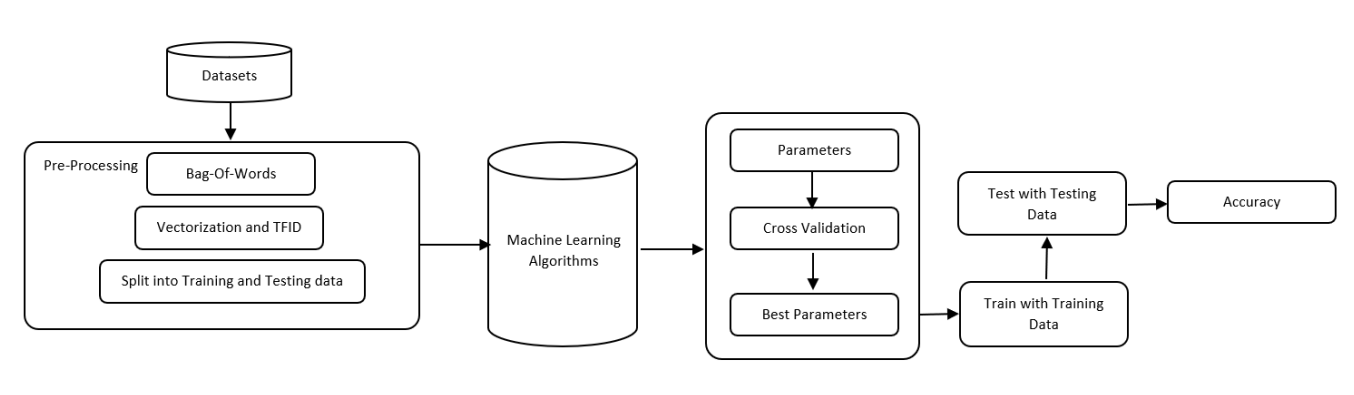 Datasets
Pre-Processing
Bag-Of-Words
Vectorization and TFID
Split into Training and Testing data
Machine Learning
Algorithms
Parameters
Cross Validation
Best Parameters
Train with Training
Data
Test with Testing
Data
Accuracy